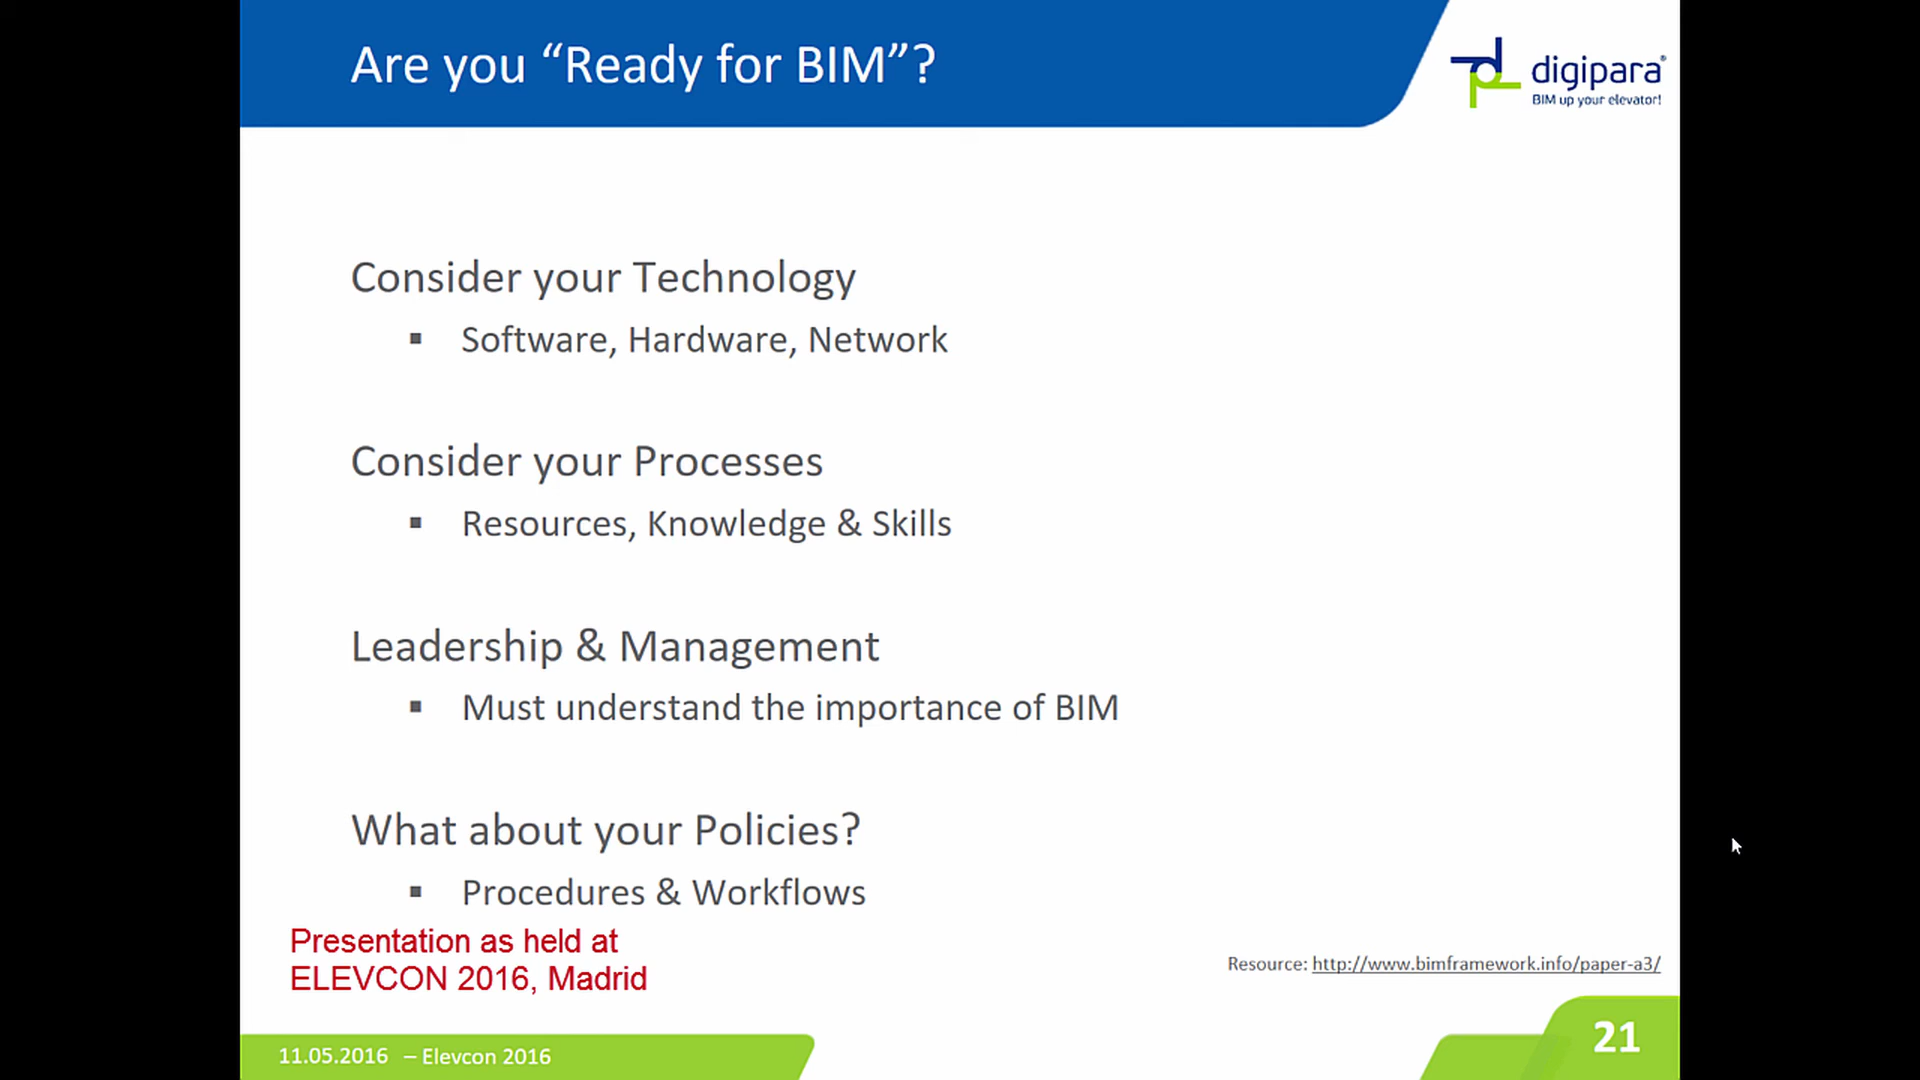 Are you “Ready for BIM”?
digipara®
BIM up your elevator!
Consider your Technology
▪ Software, Hardware, Network
Consider your Processes
▪ Resources, Knowledge & Skills
Leadership & Management
▪ Must understand the importance of BIM
What about your Policies?
▪ Procedures & Workflows
Presentation as held at
ELEVCON 2016, Madrid
Resource: http://www.bimframework.info/paper-a3/
11.05.2016 – Elevcon 2016
21